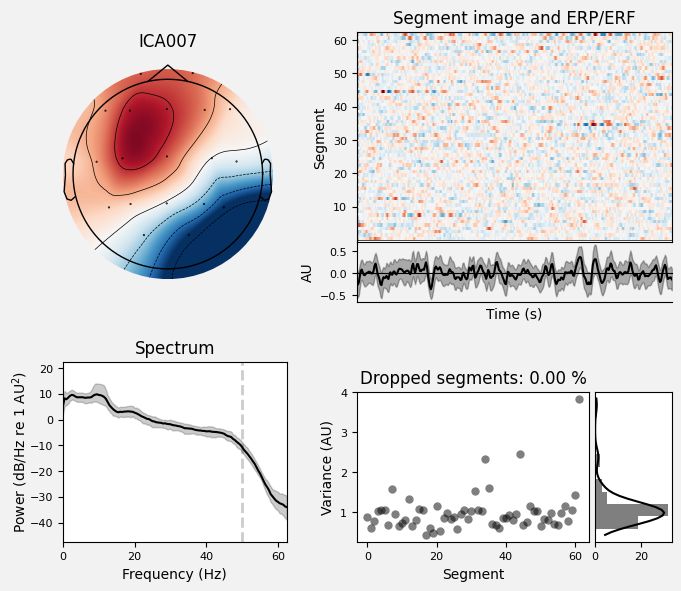 ICA007
Segment image and ERP/ERF
60
50
40
30
20
10
Segment
0.5
0.0
−0.5
AU
Time (s)
Spectrum
20
10
0
−10
−20
−30
−40
Power (dB/Hz re 1 AU²)
0 20 40 60
Frequency (Hz)
Dropped segments: 0.00 %
4
3
2
1
Variance (AU)
0 20 40 60
Segment
0 20